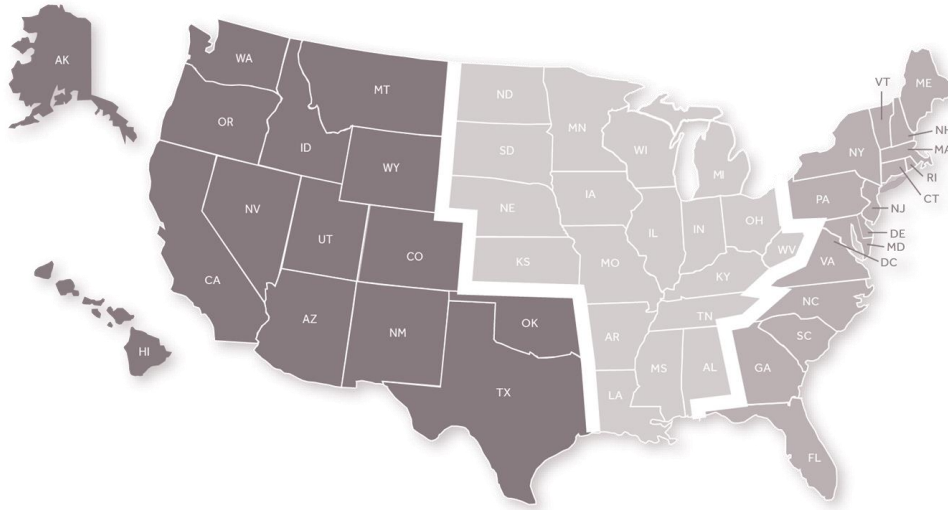 AK
WA
MT
ND
MN
VT
ME
OR
ID
WY
SD
WI
MI
NY
NH
MA
RI
CT
NV
UT
CO
NE
IA
IL
IN
OH
PA
NJ
CA
KS
MO
KY
WV
VA
DE
MD
DC
AZ
NM
OK
AR
TN
NC
SC
HI
TX
LA
MS
AL
GA
FL